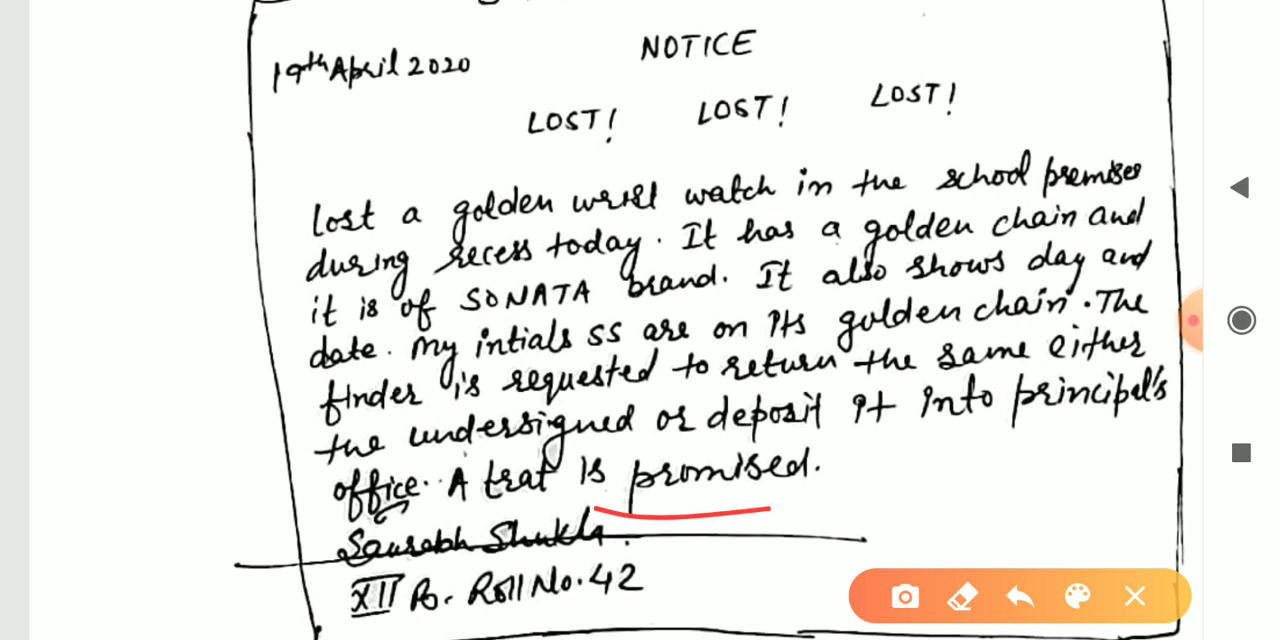 NOTICE
19th April 2020
LOST! LOST! LOST!
lost a golden wrist watch in the school premises
during recess today. It has a golden chain and
it is of SONATA brand. It also shows day and
date. My intials SS are on its golden chain. The
finder is requested to return the same either
the undersigned or deposit it into principal's
office. A trat is promised.
Saurabh Shukla.
XII B. Roll No. 42